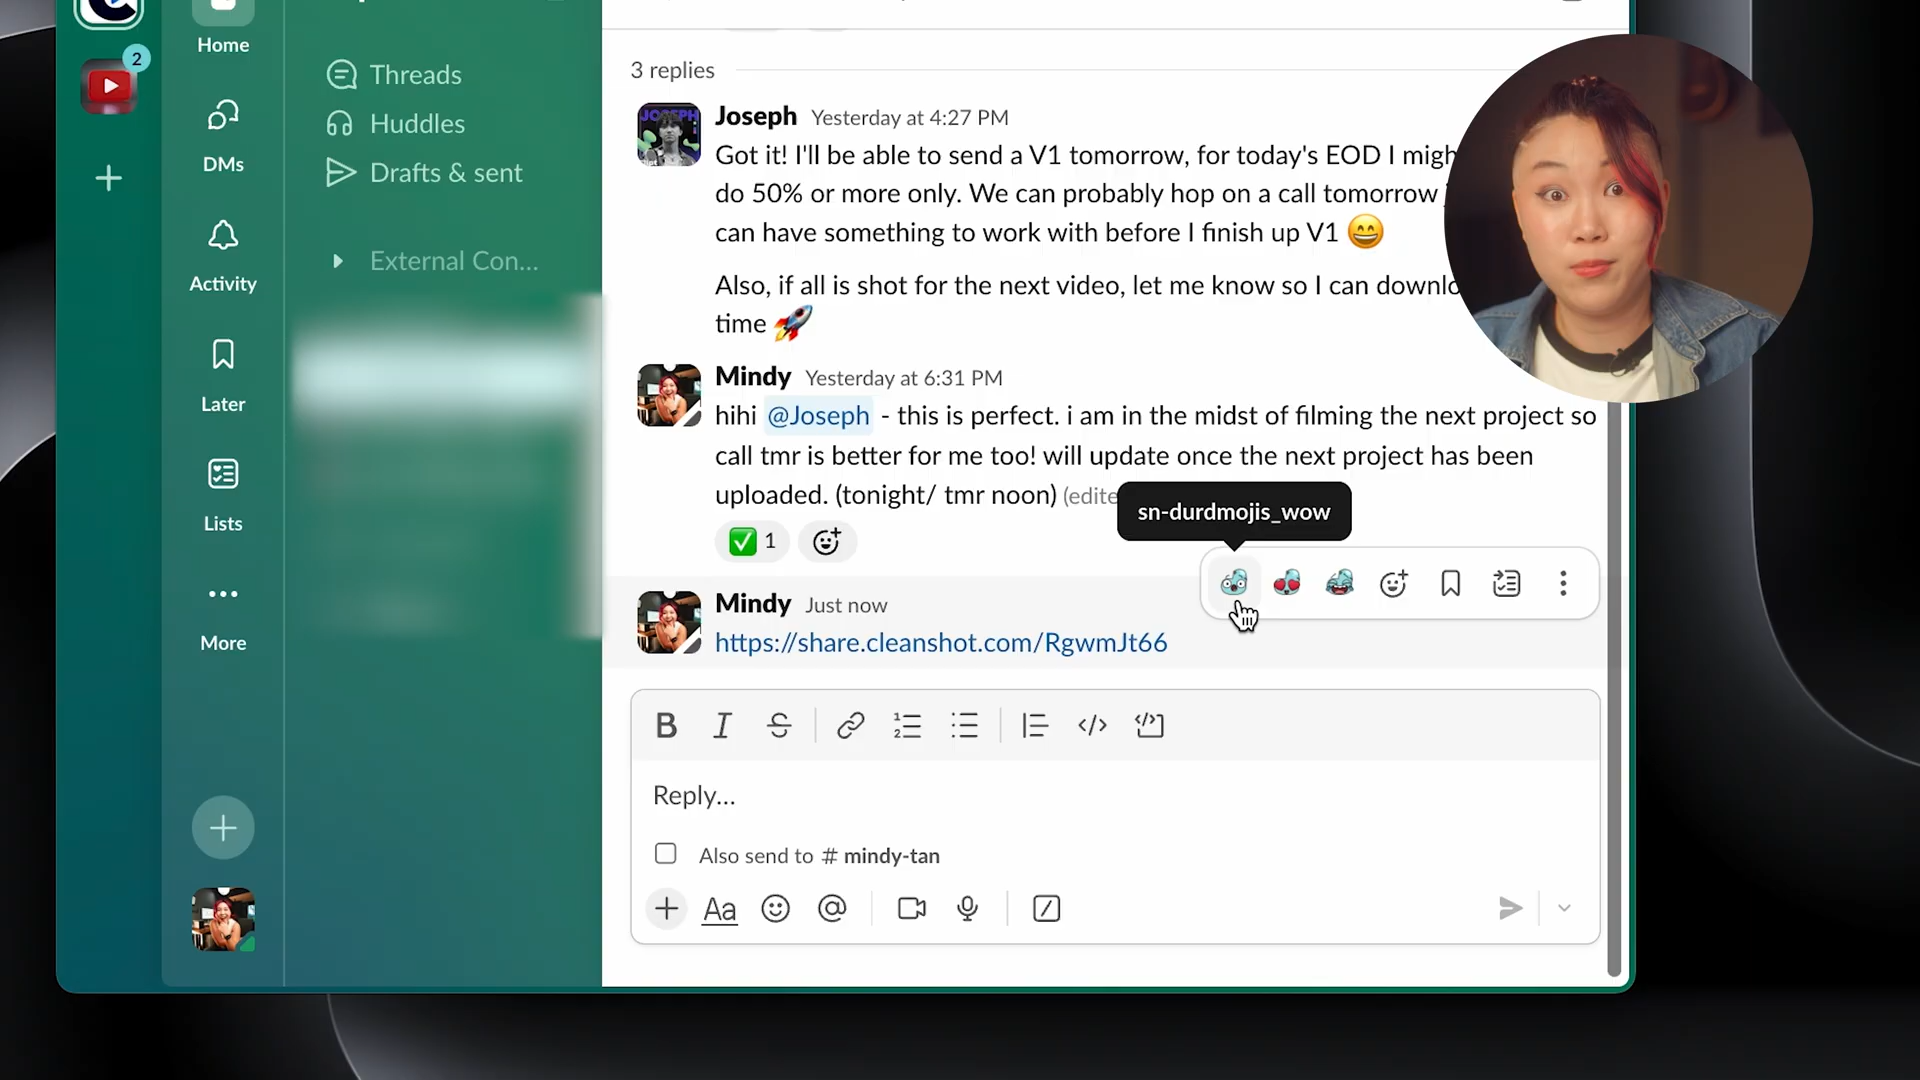 Home
2
Threads
Huddles
Drafts & sent
External Con...
DMs
Activity
Later
Lists
More
3 replies
Joseph Yesterday at 4:27 PM
Got it! I'll be able to send a V1 tomorrow, for today's EOD I
do 50% or more only. We can probably hop on a call tomorrow
can have something to work with before I finish up V1 😄
Also, if all is shot for the next video, let me know so I can
time 🚀
Mindy Yesterday at 6:31 PM
hihi @Joseph - this is perfect. i am in the midst of filming the next project so
call tmr is better for me too! will update once the next project has been
uploaded. (tonight/ tmr noon)
sn-durdmojis_wow
✅ 1
Mindy Just now
https://share.cleanshot.com/RgwmJt66
Reply...
Also send to # mindy-tan
Aa